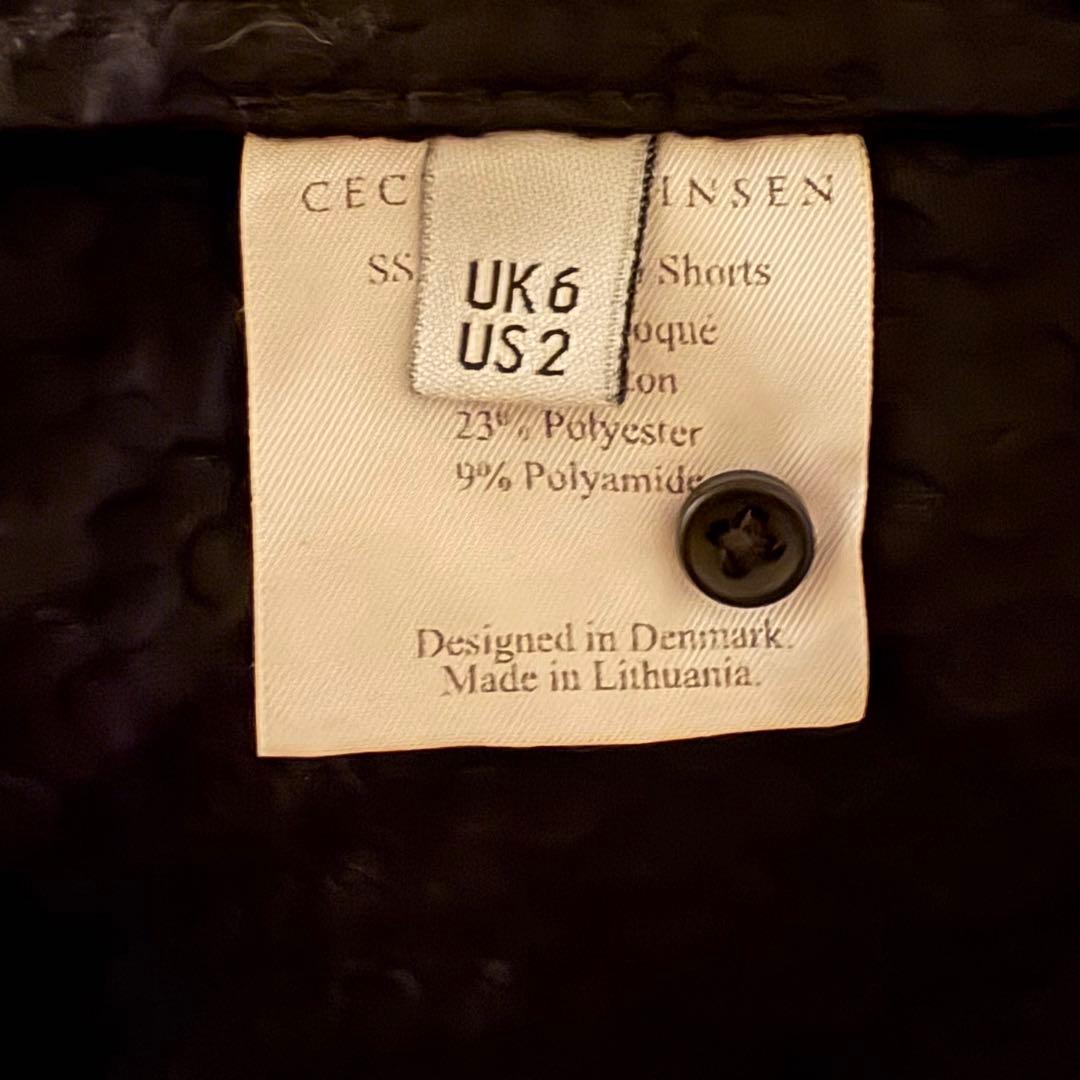 CEC INSEN
SS Shorts
UK 6
US 2
oqué
on
23% Polyester
9% Polyamide
Designed in Denmark.
Made in Lithuania.